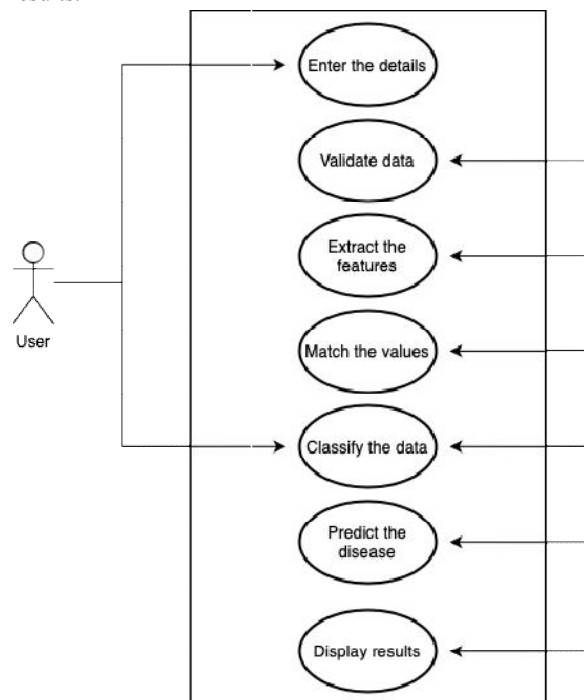 Enter the details
Validate data
Extract the
features
User
Match the values
Classify the data
Predict the
disease
Display results